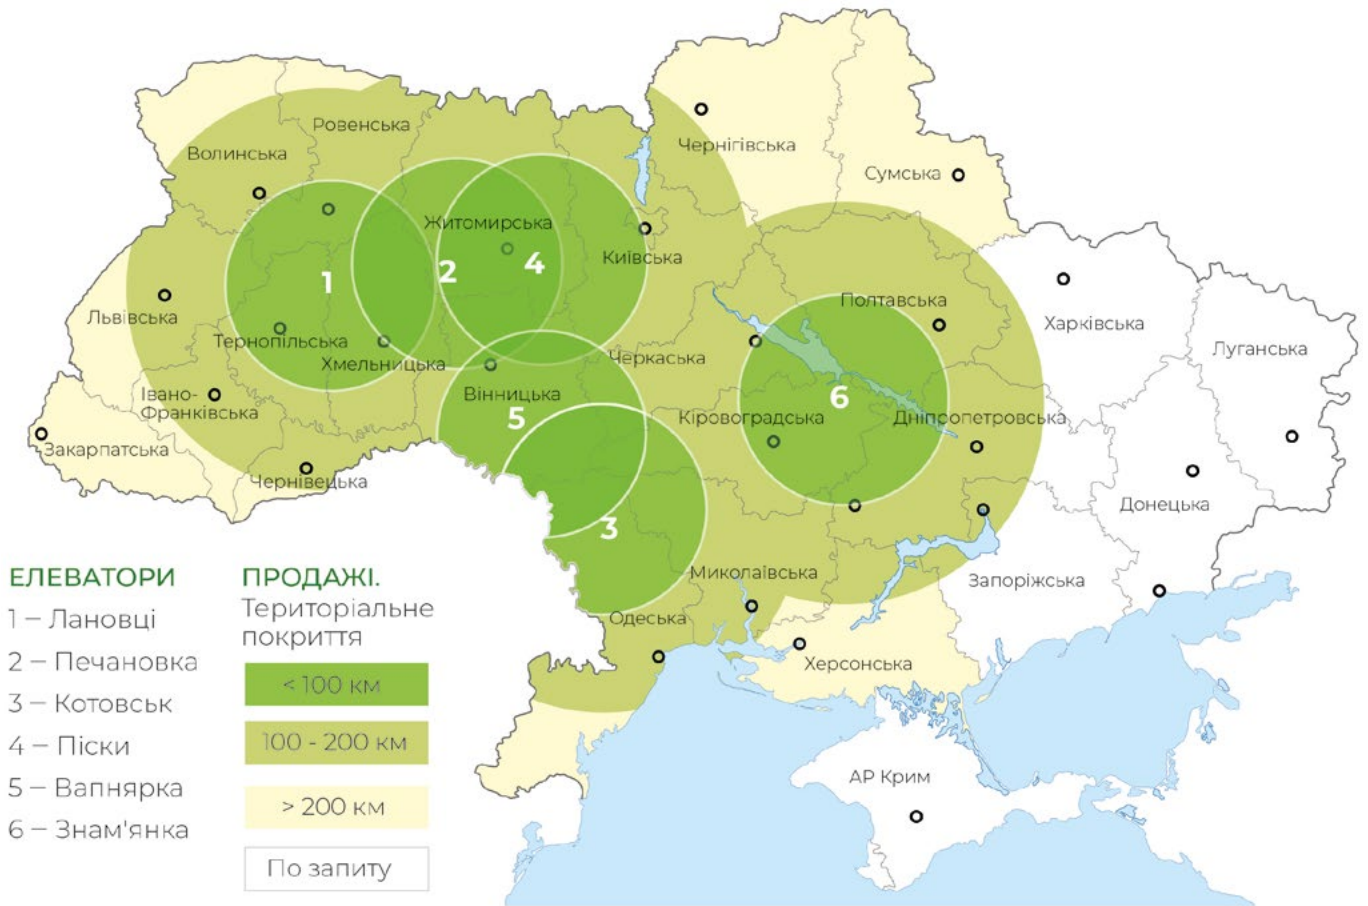 Ровенська
Волинська
Чернігівська
Сумська
Житомирська
Київська
1
2
4
Львівська
Тернопільська
Хмельницька
Черкаська
Полтавська
Харківська
Луганська
Івано-
Франківська
Вінницька
5
Кіровоградська
6
Дніпропетровська
Закарпатська
Чернівецька
Донецька
3
Миколаївська
Запоріжська
Одеська
Херсонська
АР Крим
ЕЛЕВАТОРИ
1 – Лановці
2 – Печановка
3 – Котовськ
4 – Піски
5 – Вапнярка
6 – Знам'янка
ПРОДАЖІ.
Територіальне
покриття
< 100 км
100 - 200 км
> 200 км
По запиту